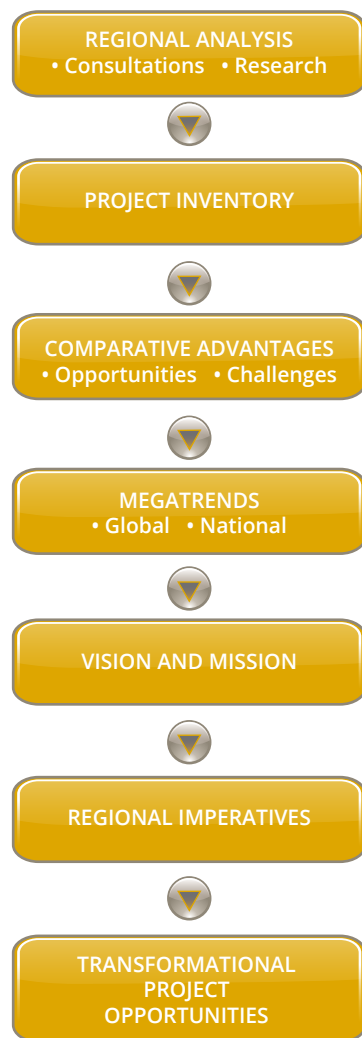 REGIONAL ANALYSIS
• Consultations • Research
PROJECT INVENTORY
COMPARATIVE ADVANTAGES
• Opportunities • Challenges
MEGATRENDS
• Global • National
VISION AND MISSION
REGIONAL IMPERATIVES
TRANSFORMATIONAL
PROJECT
OPPORTUNITIES